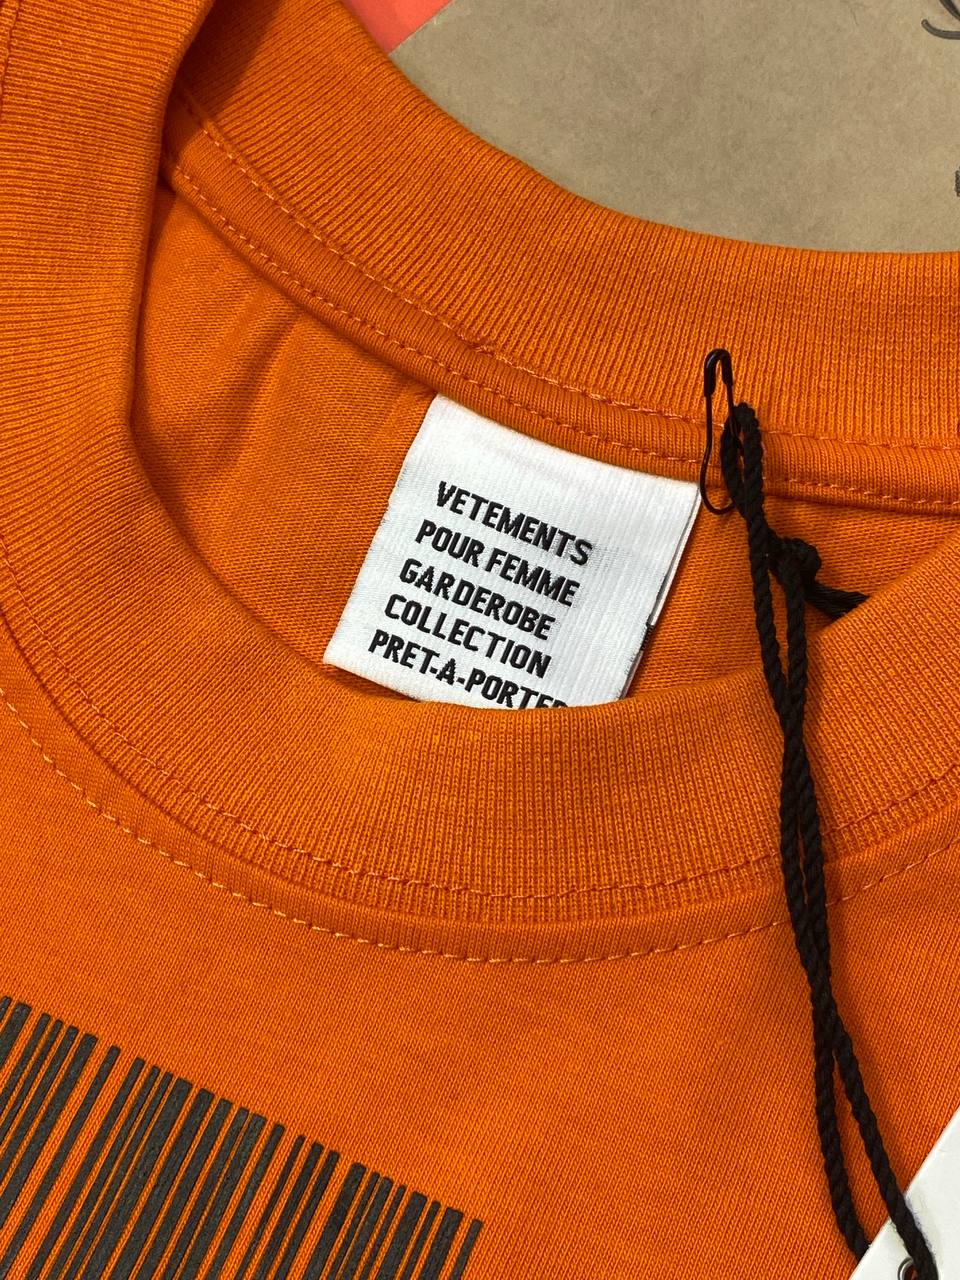 VETEMENTS
POUR FEMME
GARDEROBE
COLLECTION
PRET-A-PORTER